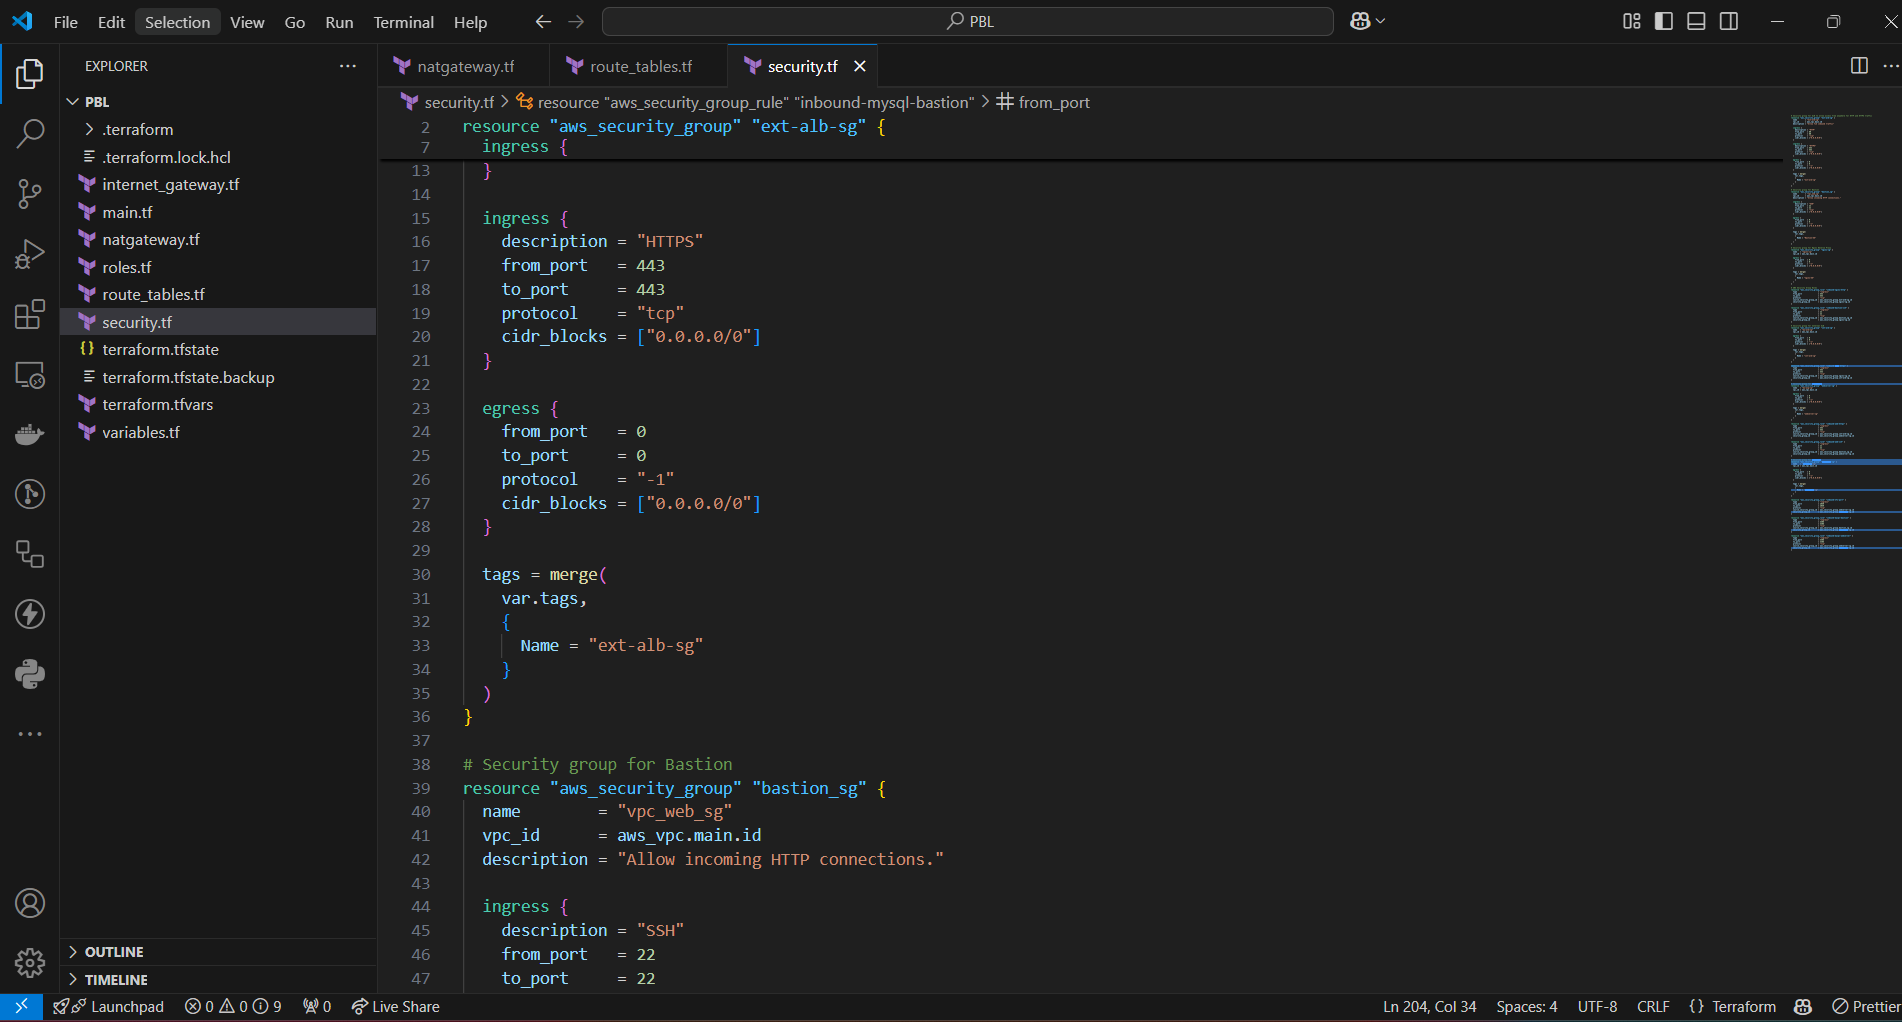 File Edit Selection View Go Run Terminal Help
PBL
EXPLORER
PBL
.terraform
.terraform.lock.hcl
internet_gateway.tf
main.tf
natgateway.tf
roles.tf
route_tables.tf
security.tf
{} terraform.tfstate
terraform.tfstate.backup
terraform.tfvars
variables.tf
OUTLINE
TIMELINE
natgateway.tf route_tables.tf security.tf
security.tf > resource "aws_security_group_rule" "inbound-mysql-bastion" > from_port
2 resource "aws_security_group" "ext-alb-sg" {
7 ingress {
13 }
14
15 ingress {
16 description = "HTTPS"
17 from_port = 443
18 to_port = 443
19 protocol = "tcp"
20 cidr_blocks = ["0.0.0.0/0"]
21 }
22
23 egress {
24 from_port = 0
25 to_port = 0
26 protocol = "-1"
27 cidr_blocks = ["0.0.0.0/0"]
28 }
29
30 tags = merge(
31 var.tags,
32 {
33 Name = "ext-alb-sg"
34 }
35 )
36 }
37
38 # Security group for Bastion
39 resource "aws_security_group" "bastion_sg" {
40 name = "vpc_web_sg"
41 vpc_id = aws_vpc.main.id
42 description = "Allow incoming HTTP connections."
43
44 ingress {
45 description = "SSH"
46 from_port = 22
47 to_port = 22
Launchpad 0 0 9 0 Live Share Ln 204, Col 34 Spaces: 4 UTF-8 CRLF {} Terraform Prettier